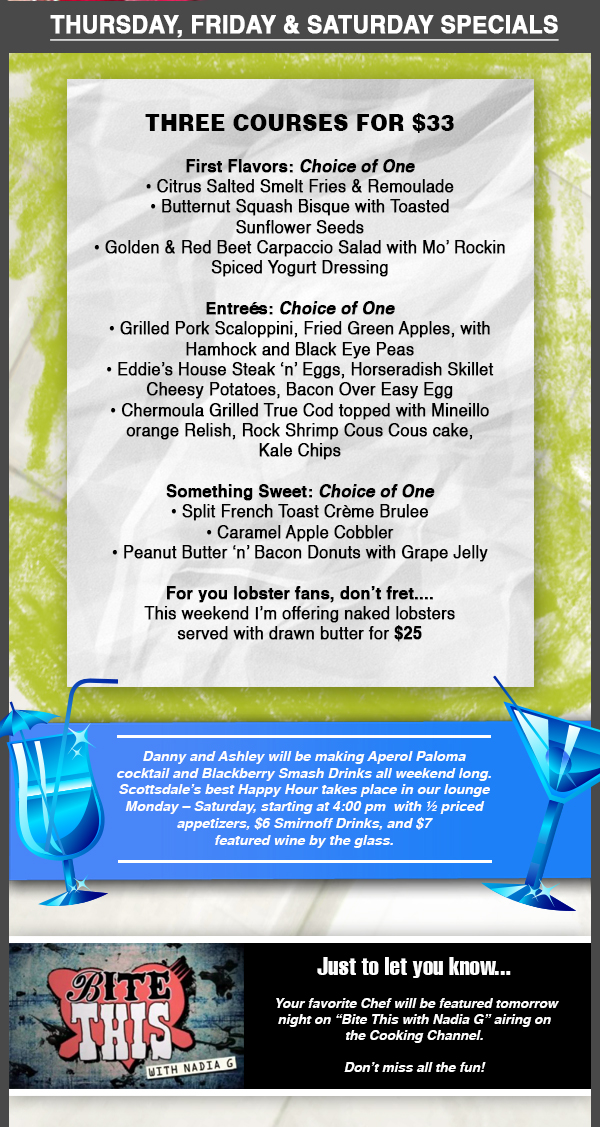 THURSDAY, FRIDAY & SATURDAY SPECIALS
THREE COURSES FOR $33
First Flavors: Choice of One
• Citrus Salted Smelt Fries & Remoulade
• Butternut Squash Bisque with Toasted
Sunflower Seeds
• Golden & Red Beet Carpaccio Salad with Mo’ Rockin
Spiced Yogurt Dressing
Entreés: Choice of One
• Grilled Pork Scaloppini, Fried Green Apples, with
Hamhock and Black Eye Peas
• Eddie’s House Steak ‘n’ Eggs, Horseradish Skillet
Cheesy Potatoes, Bacon Over Easy Egg
• Chermoula Grilled True Cod topped with Mineillo
orange Relish, Rock Shrimp Cous Cous cake,
Kale Chips
Something Sweet: Choice of One
• Split French Toast Crème Brulee
• Caramel Apple Cobbler
• Peanut Butter ‘n’ Bacon Donuts with Grape Jelly
For you lobster fans, don’t fret....
This weekend I’m offering naked lobsters
served with drawn butter for $25
Danny and Ashley will be making Aperol Paloma
cocktail and Blackberry Smash Drinks all weekend long.
Scottsdale’s best Happy Hour takes place in our lounge
Monday – Saturday, starting at 4:00 pm with ½ priced
appetizers, $6 Smirnoff Drinks, and $7
featured wine by the glass.
BITE
THIS
WITH NADIA G
Just to let you know...
Your favorite Chef will be featured tomorrow
night on “Bite This with Nadia G” airing on
the Cooking Channel.
Don’t miss all the fun!